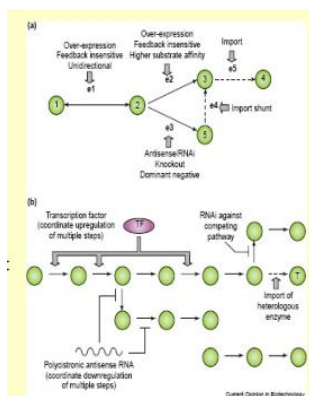 (a)
Over-expression
Feedback insensitive
Unidirectional
e1
Over-expression
Feedback insensitive
Higher substrate affinity
e2
Import
e5
1
2
3
4
e4
Import shunt
e3
5
Antisense/RNAi
Knockout
Dominant negative
(b)
Transcription factor
(coordinate upregulation
of multiple steps)
TF
RNAi against
competing
pathway
T
Import of
heterologous
enzyme
Polycistronic antisense RNA
(coordinate downregulation
of multiple steps)
Current Opinion in Biotechnology